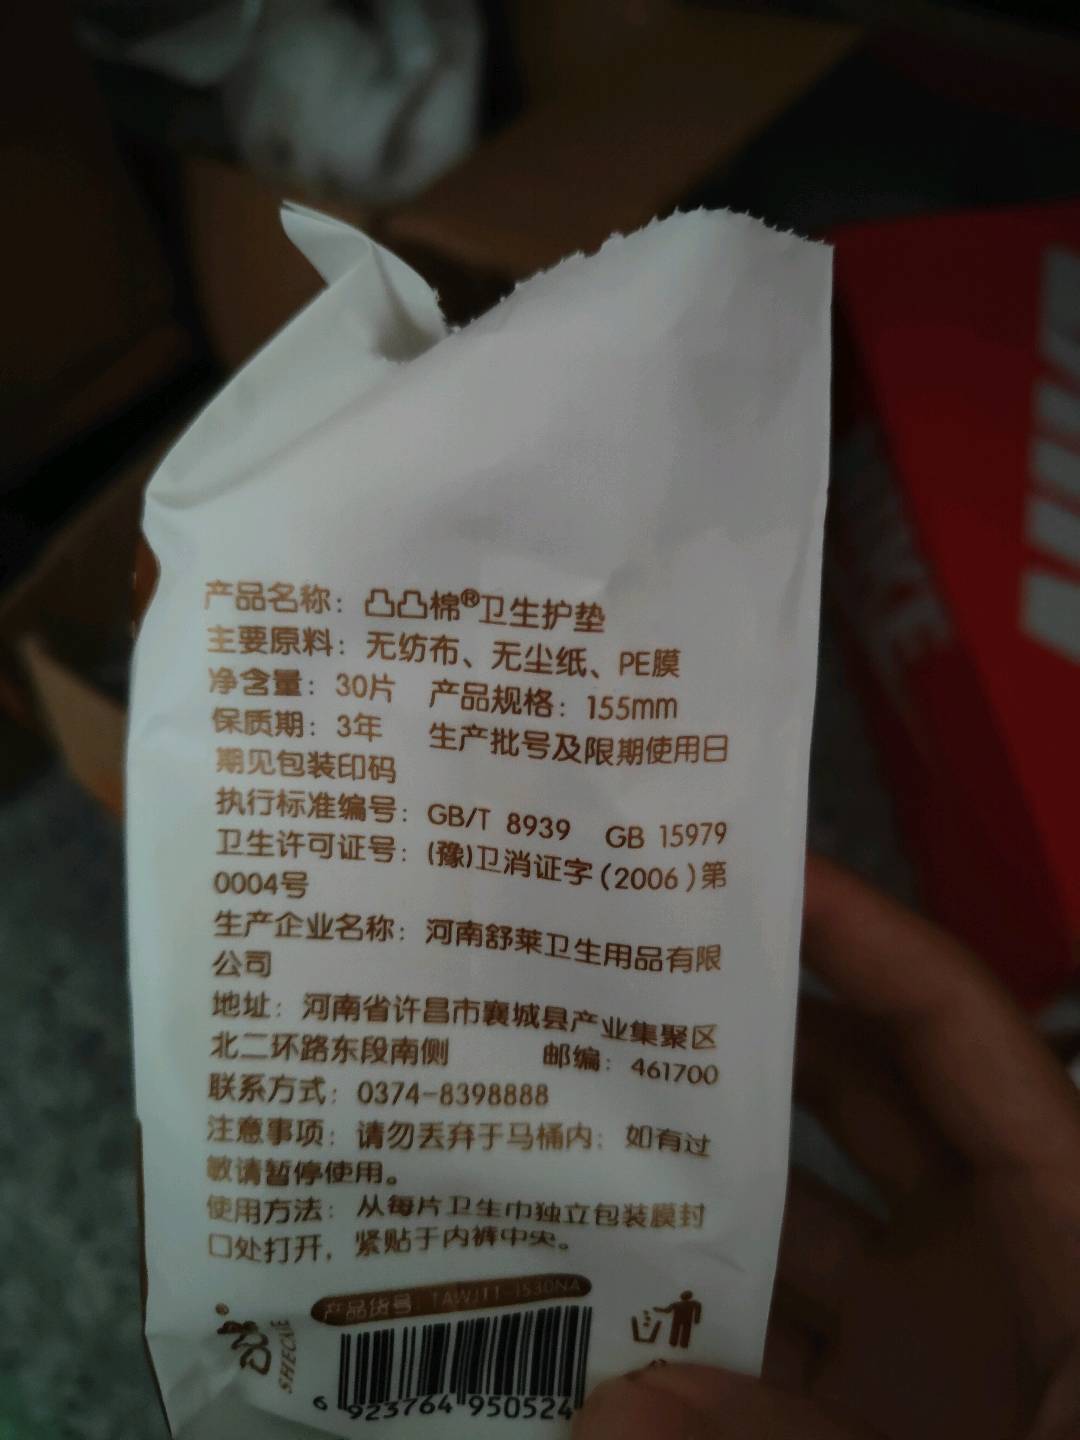 产品名称：凸凸棉®卫生护垫
主要原料：无纺布、无尘纸、PE膜
净含量：30片 产品规格：155mm
保质期：3年 生产批号及限期使用日
期见包装印码
执行标准编号：GB/T 8939 GB 15979
卫生许可证号：(豫)卫消证字(2006)第
0004号
生产企业名称：河南舒莱卫生用品有限
公司
地址：河南省许昌市襄城县产业集聚区
北二环路东段南侧 邮编：461700
联系方式：0374-8398888
注意事项：请勿丢弃于马桶内；如有过
敏请暂停使用。
使用方法：从每片卫生巾独立包装膜封
口处打开，紧贴于内裤中央。
产品货号
6 923764 950524